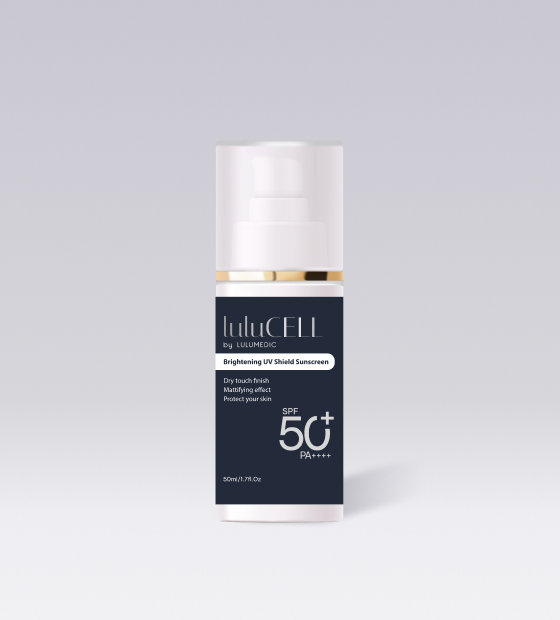 luluCELL
by LULUMEDIC
Brightening UV Shield Sunscreen
Dry touch finish
Mattifying effect
Protect your skin
SPF
50+
PA++++
50ml/1.7fl.Oz